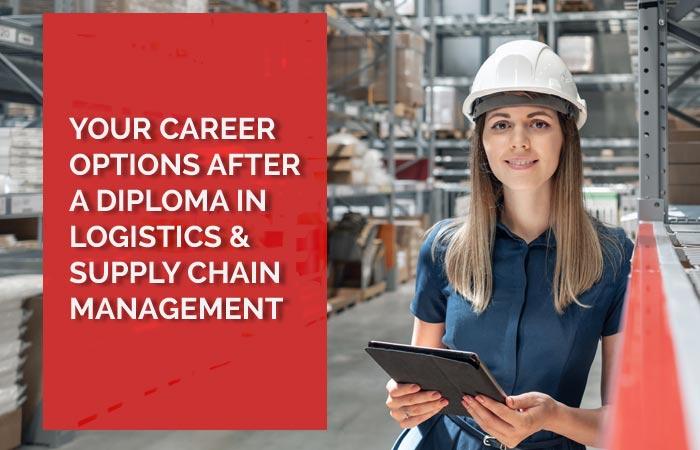 YOUR CAREER
OPTIONS AFTER
A DIPLOMA IN
LOGISTICS &
SUPPLY CHAIN
MANAGEMENT